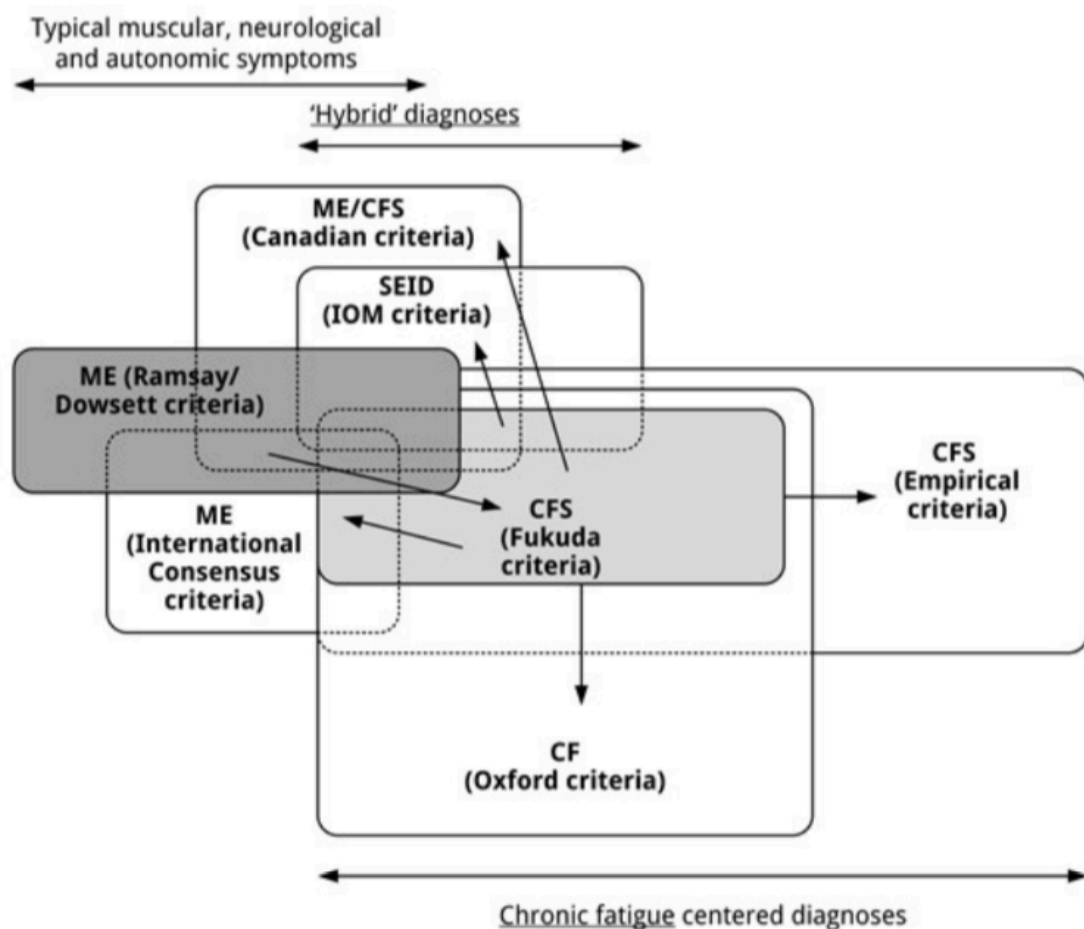 Typical muscular, neurological
and autonomic symptoms
'Hybrid' diagnoses
ME/CFS
(Canadian criteria)
SEID
(IOM criteria)
ME (Ramsay/
Dowsett criteria)
ME
(International
Consensus
criteria)
CFS
(Fukuda
criteria)
CFS
(Empirical
criteria)
CF
(Oxford criteria)
Chronic fatigue centered diagnoses